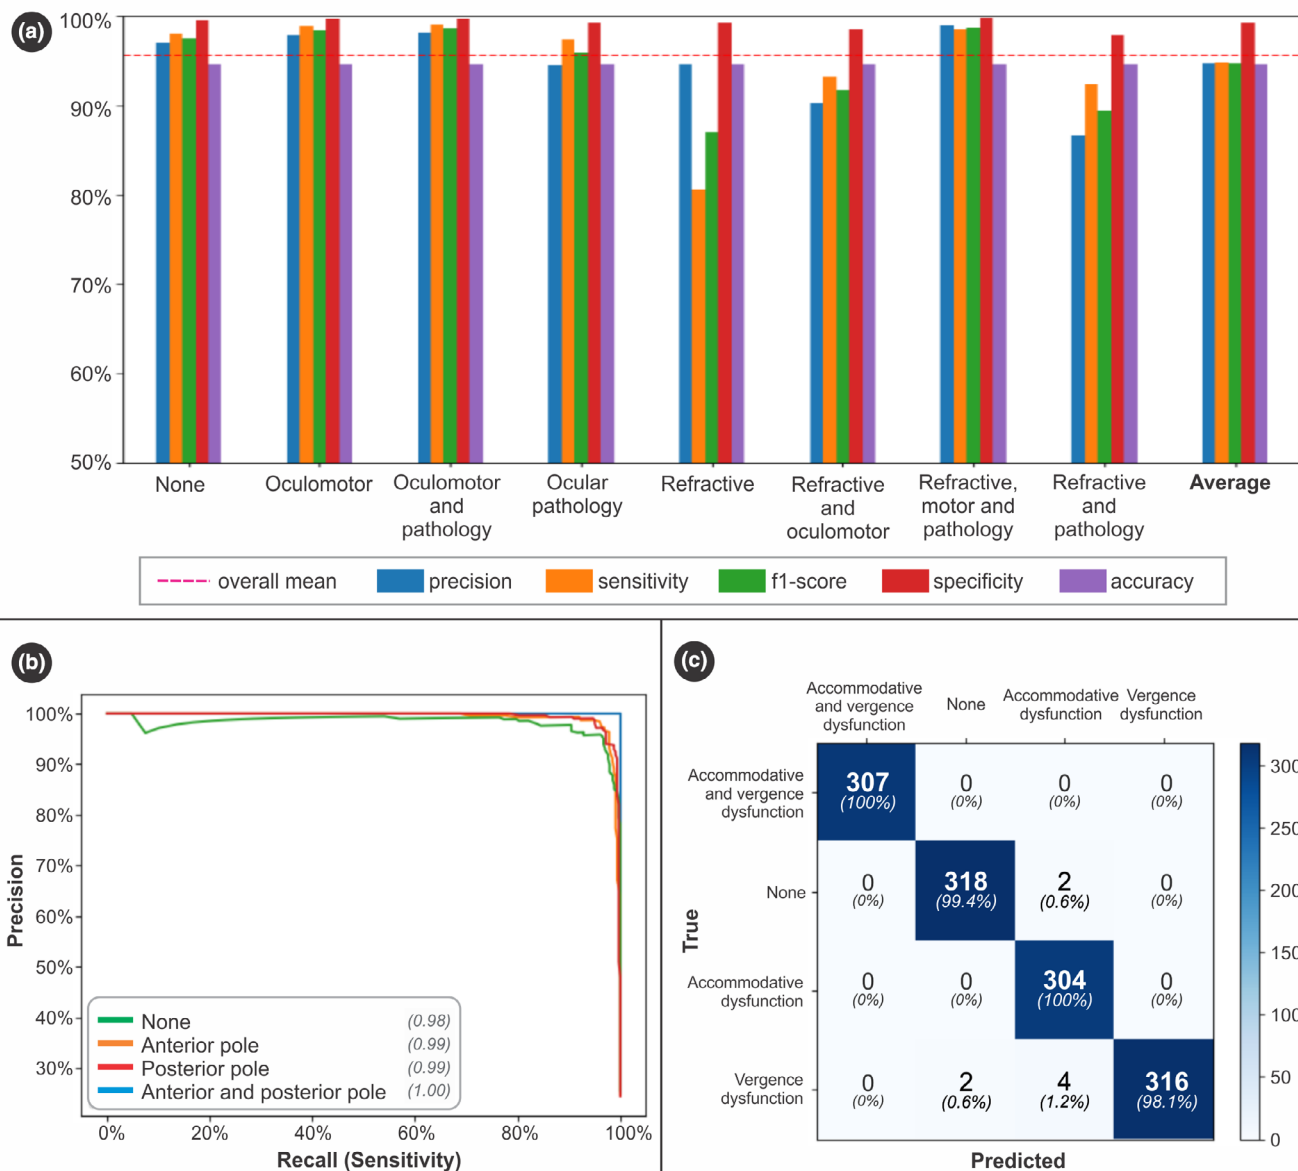 (a)
100%
90%
80%
70%
60%
50%
None
Oculomotor
Oculomotor
and
pathology
Ocular
pathology
Refractive
Refractive
and
oculomotor
Refractive,
motor and
pathology
Refractive
and
pathology
Average
overall mean
precision
sensitivity
f1-score
specificity
accuracy
(b)
100%
90%
80%
70%
60%
50%
40%
30%
Precision
None (0.98)
Anterior pole (0.99)
Posterior pole (0.99)
Anterior and posterior pole (1.00)
0% 20% 40% 60% 80% 100%
Recall (Sensitivity)
(c)
Accommodative
and vergence
dysfunction
None
Accommodative
dysfunction
Vergence
dysfunction
True
Accommodative
and vergence
dysfunction
307 0 0 0
(100%) (0%) (0%) (0%)
None
0 318 2 0
(0%) (99.4%) (0.6%) (0%)
Accommodative
dysfunction
0 0 304 0
(0%) (0%) (100%) (0%)
Vergence
dysfunction
0 2 4 316
(0%) (0.6%) (1.2%) (98.1%)
Predicted
300
250
200
150
100
50
0